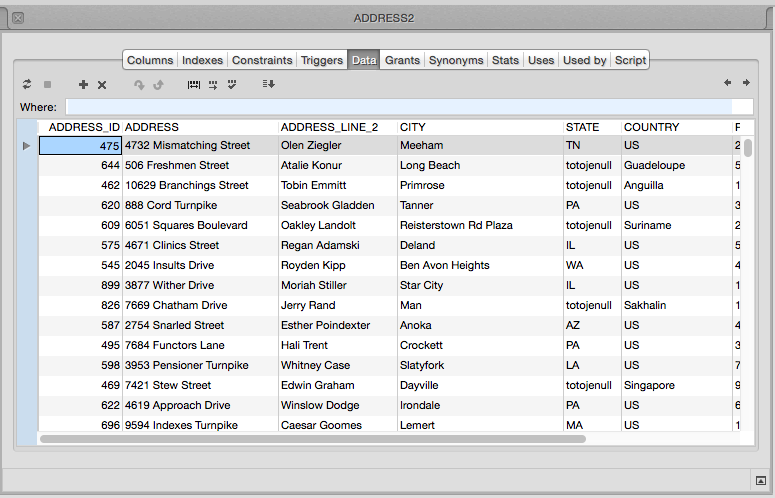 ADDRESS2
Columns Indexes Constraints Triggers Data Grants Synonyms Stats Uses Used by Script
Where:
ADDRESS_ID ADDRESS ADDRESS_LINE_2 CITY STATE COUNTRY
475 4732 Mismatching Street Olen Ziegler Meeham TN US 2
644 506 Freshmen Street Atalie Konur Long Beach totojenull Guadeloupe 5
462 10629 Branchings Street Tobin Emmitt Primrose totojenull Anguilla 1
620 888 Cord Turnpike Seabrook Gladden Tanner PA US 3
609 6051 Squares Boulevard Oakley Landolt Reisterstown Rd Plaza totojenull Suriname 2
575 4671 Clinics Street Regan Adamski Deland IL US 5
545 2045 Insults Drive Royden Kipp Ben Avon Heights WA US 4
899 3877 Wither Drive Moriah Stiller Star City IL US 1
826 7669 Chatham Drive Jerry Rand Man totojenull Sakhalin 1
587 2754 Snarled Street Esther Poindexter Anoka AZ US 4
495 7684 Functors Lane Hali Trent Crockett PA US 3
598 3953 Pensioner Turnpike Whitney Case Slatyfork LA US 7
469 7421 Stew Street Edwin Graham Dayville totojenull Singapore 9
622 4619 Approach Drive Winslow Dodge Irondale PA US 6
696 9594 Indexes Turnpike Caesar Goomes Lemert MA US 1